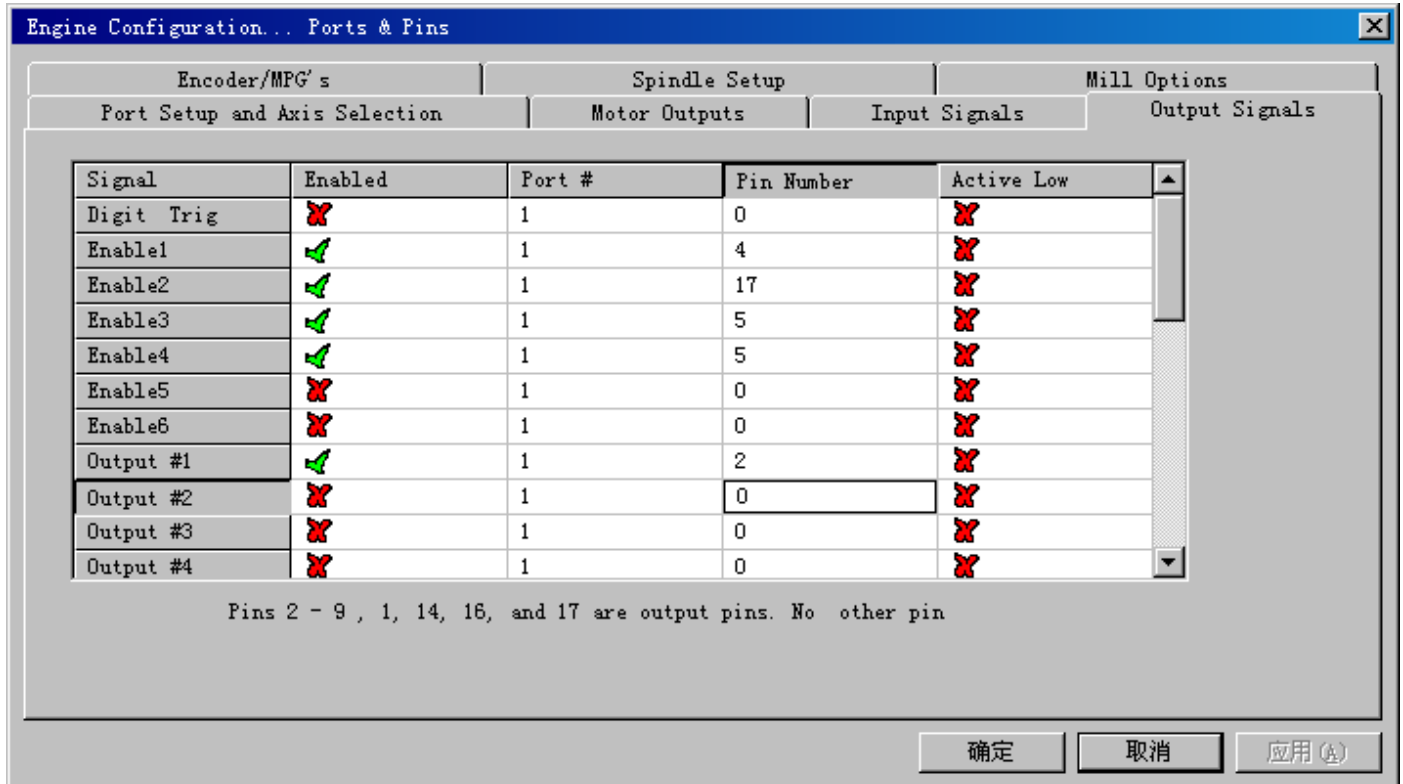 Engine Configuration... Ports & Pins
Encoder/MPG's Spindle Setup Mill Options
Port Setup and Axis Selection Motor Outputs Input Signals Output Signals
Signal Enabled Port # Pin Number Active Low
Digit Trig 1 0
Enable1 1 4
Enable2 1 17
Enable3 1 5
Enable4 1 5
Enable5 1 0
Enable6 1 0
Output #1 1 2
Output #2 1 0
Output #3 1 0
Output #4 1 0
Pins 2 - 9 , 1, 14, 16, and 17 are output pins. No other pin
确定 取消 应用(A)